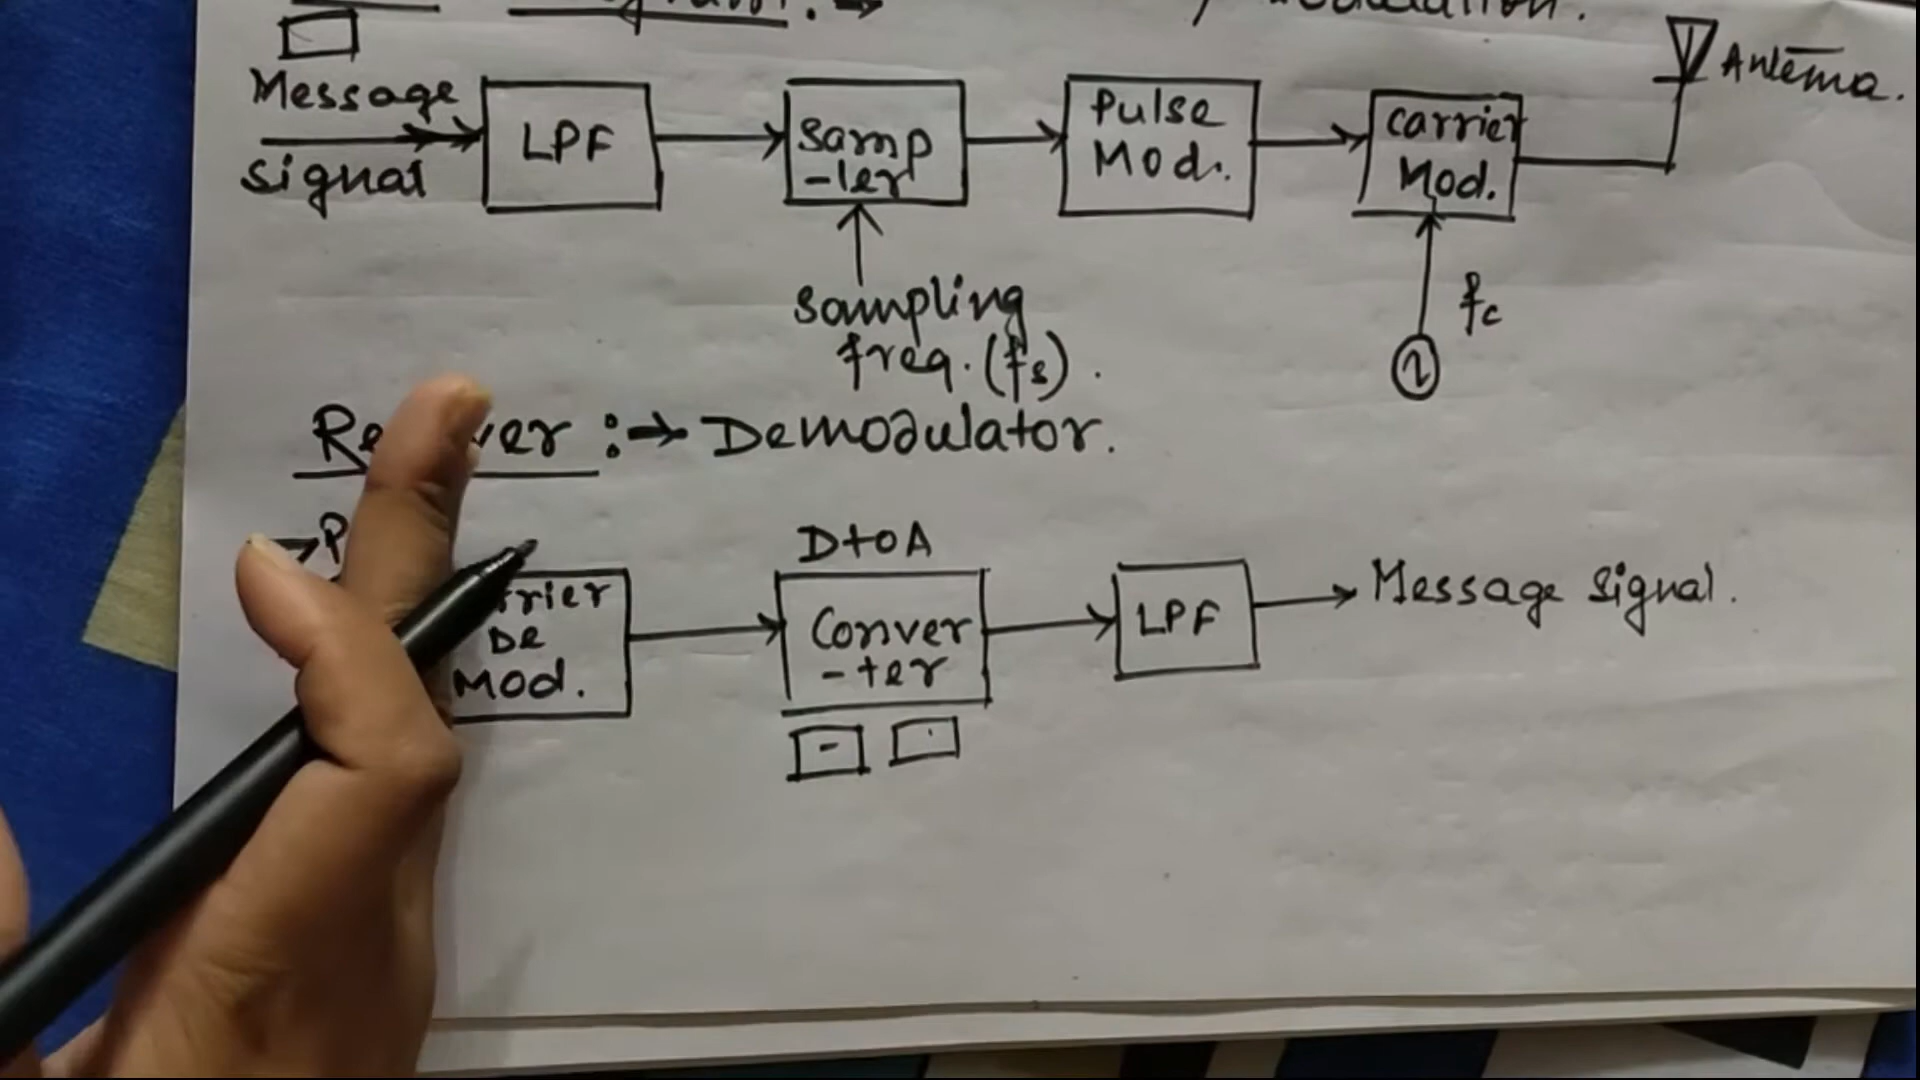 Message
signal
LPF
Samp
-ler
Pulse
Mod.
Carrier
Mod.
Antenna.
Sampling
freq. (fs).
fc
:→ Demodulator.
D to A
De
Mod.
Conver
-ter
LPF
Message signal.